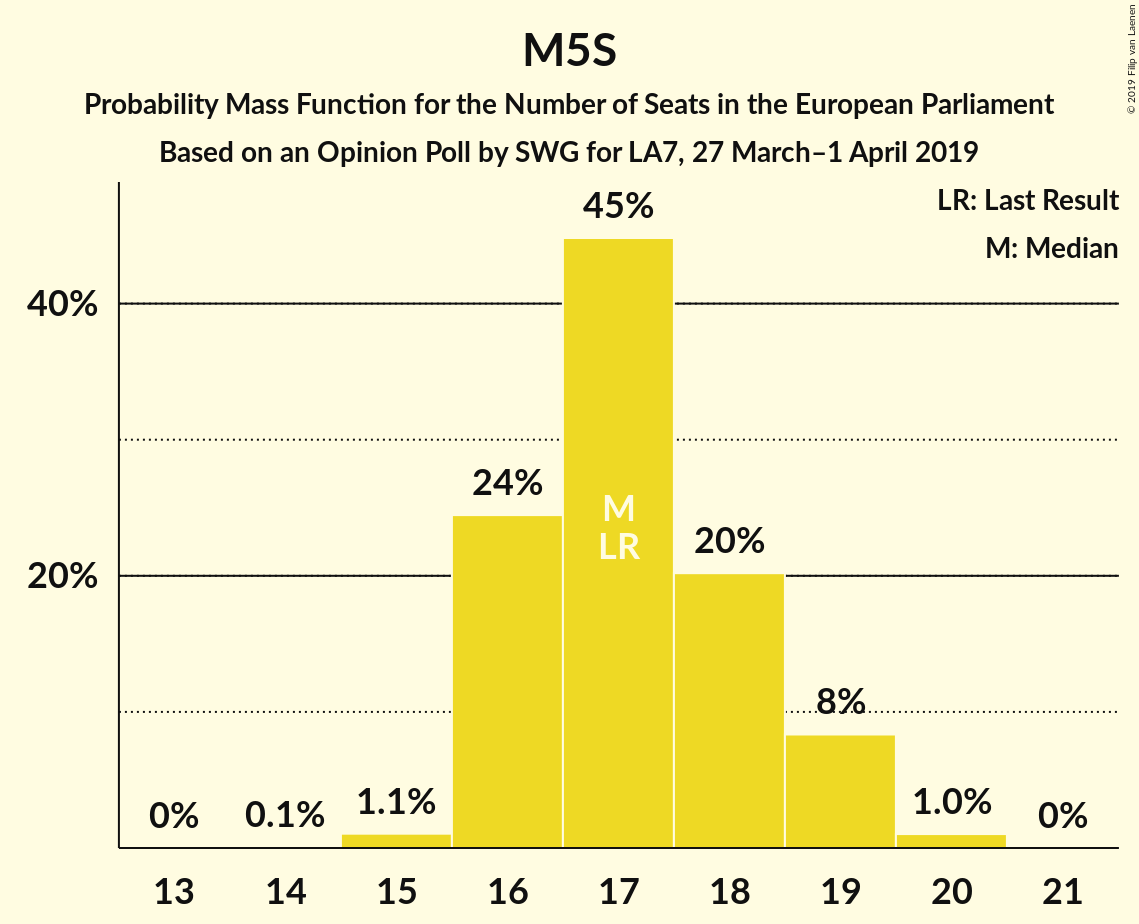 M5S
Probability Mass Function for the Number of Seats in the European Parliament
Based on an Opinion Poll by SWG for LA7, 27 March–1 April 2019
© 2019 Filip van Laenen
LR: Last Result
M: Median
40%
20%
0%
0.1%
1.1%
24%
45%
M
LR
20%
8%
1.0%
0%
13 14 15 16 17 18 19 20 21